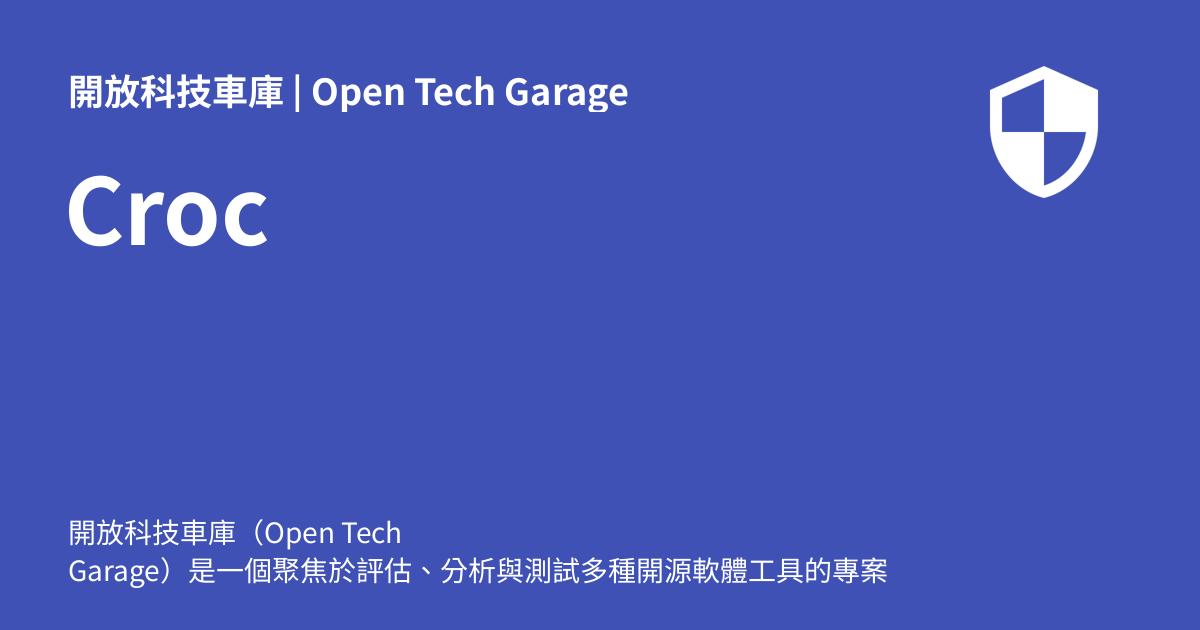 開放科技車庫 | Open Tech Garage
Croc
開放科技車庫（Open Tech
Garage）是一個聚焦於評估、分析與測試多種開源軟體工具的專案